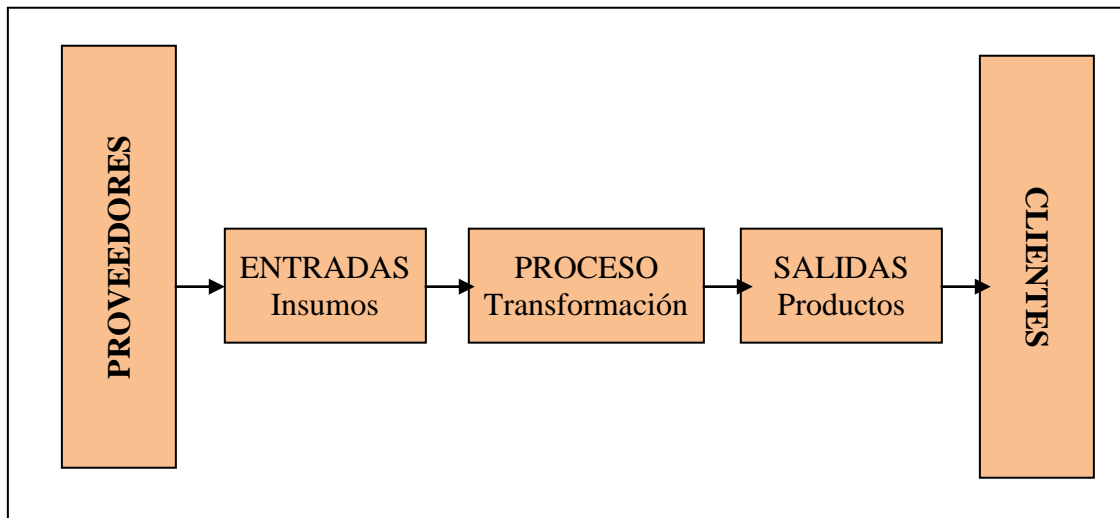 PROVEEDORES
ENTRADAS
Insumos
PROCESO
Transformación
SALIDAS
Productos
CLIENTES